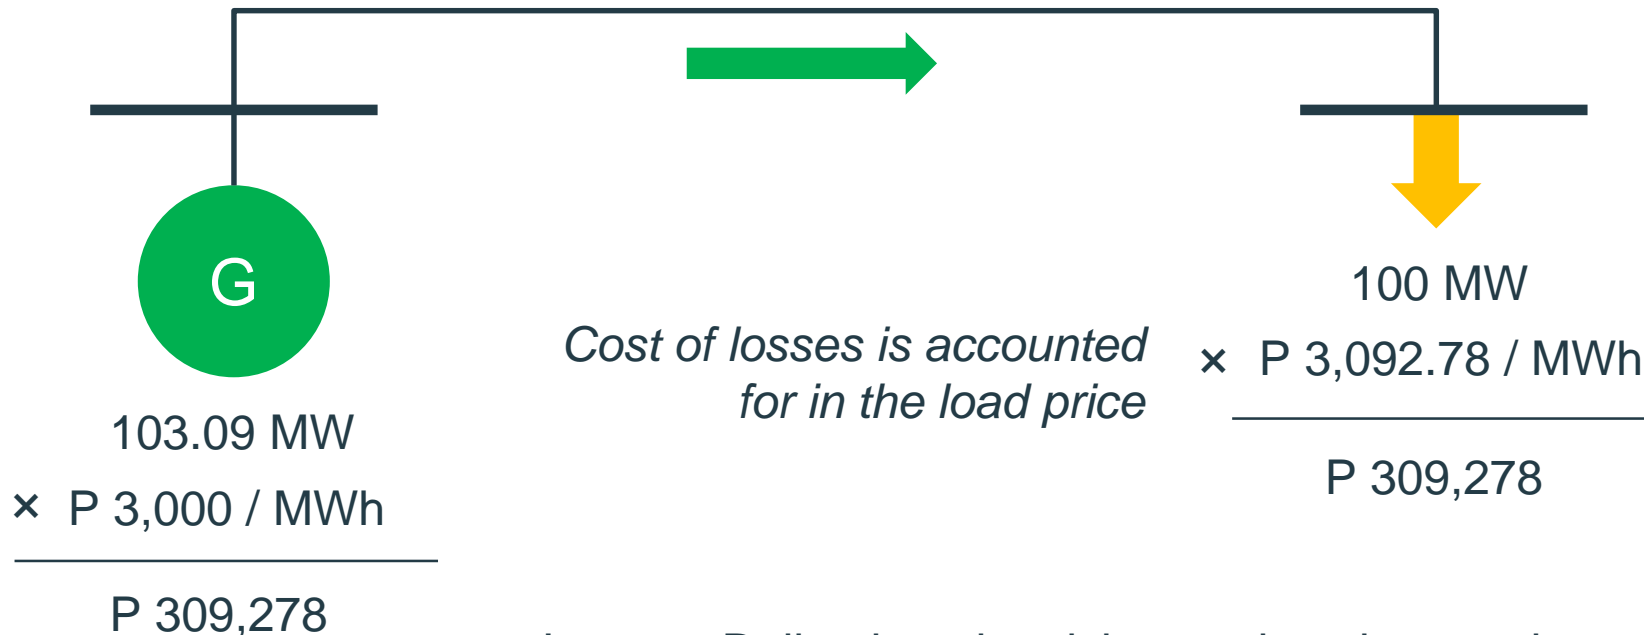 G
103.09 MW
× P 3,000 / MWh
P 309,278
Cost of losses is accounted
for in the load price
100 MW
× P 3,092.78 / MWh
P 309,278